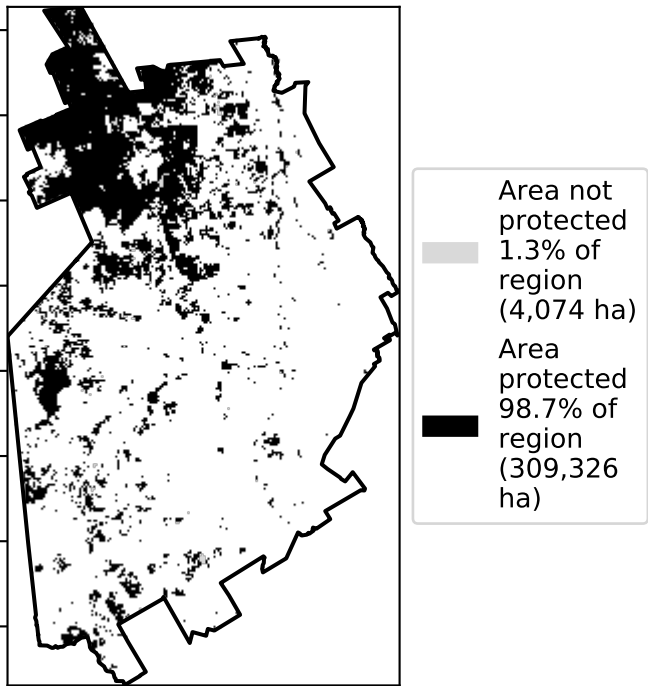 Area not
protected
1.3% of
region
(4,074 ha)
Area
protected
98.7% of
region
(309,326
ha)